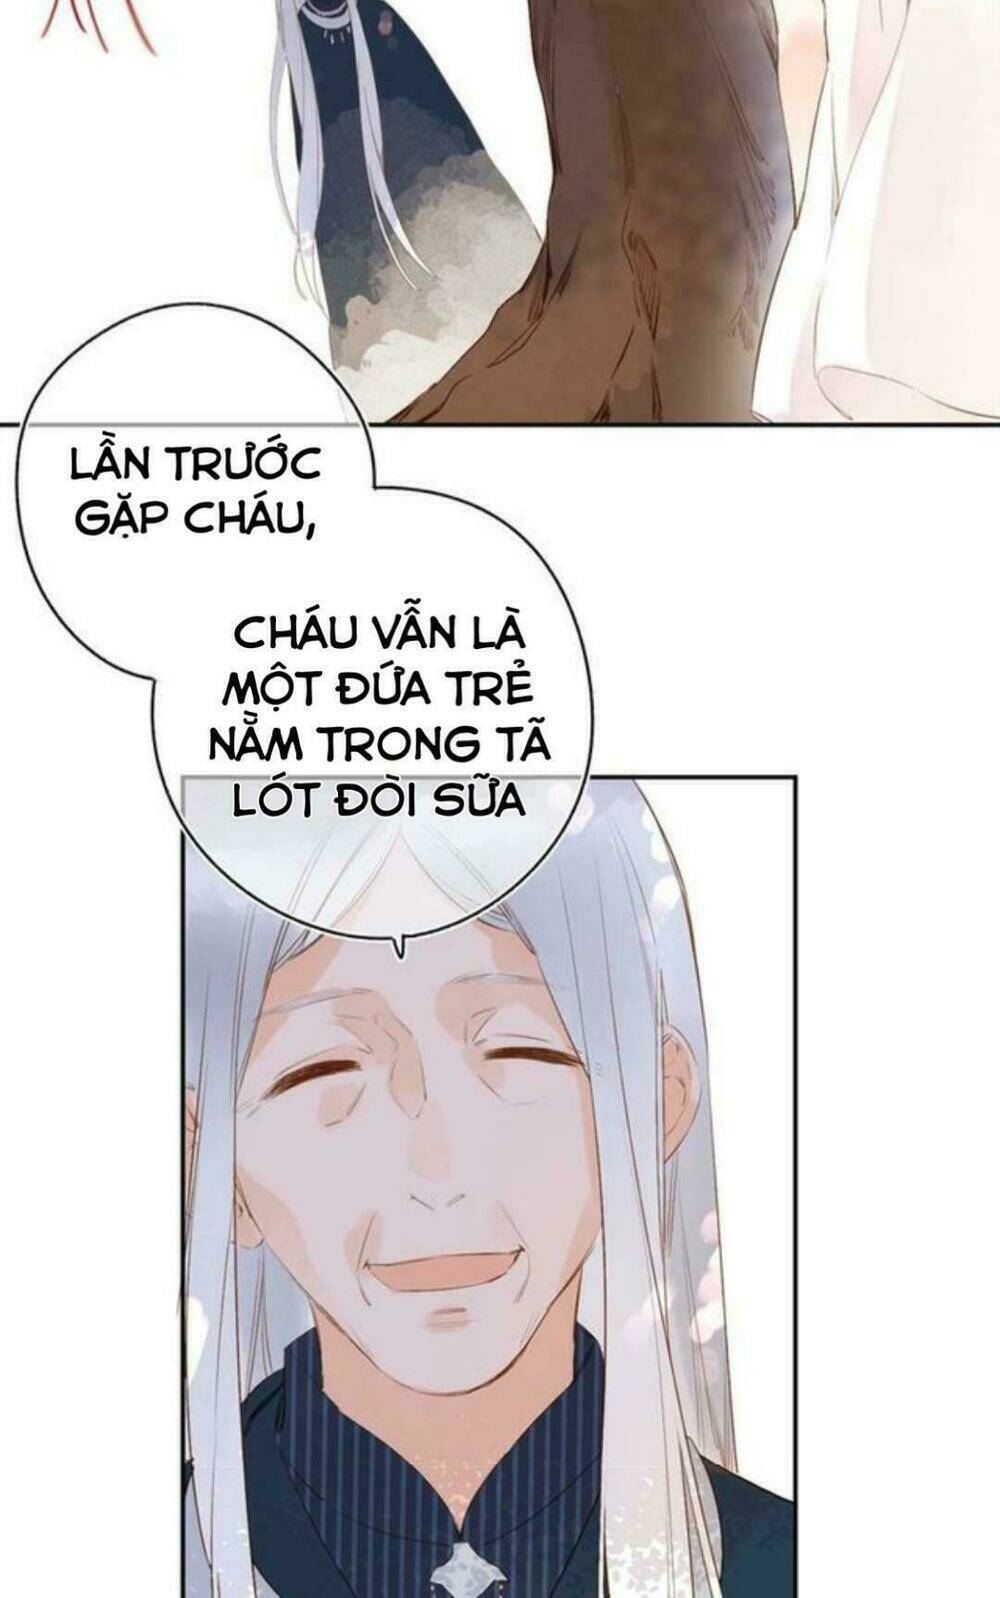 LẦN TRƯỚC
GẶP CHÁU,
CHÁU VẪN LÀ
MỘT ĐỨA TRẺ
NẰM TRONG TÃ
LÓT ĐÒI SỮA